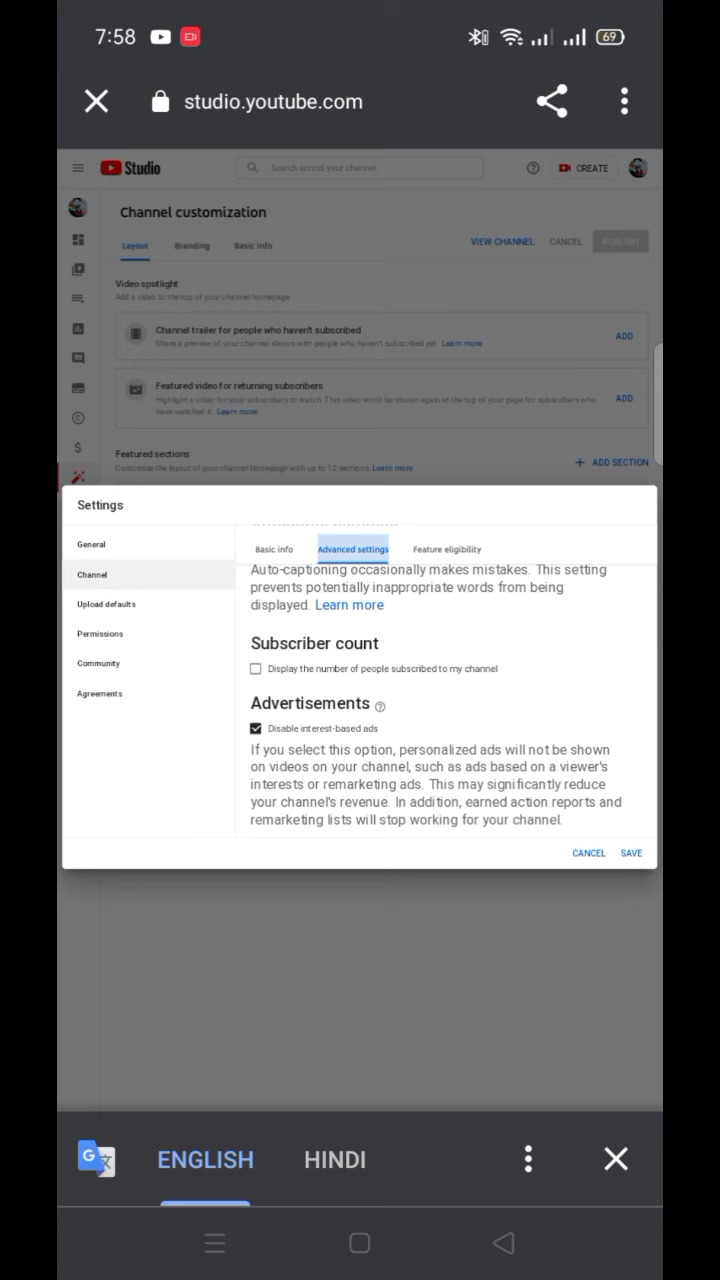 7:58
69
studio.youtube.com
Studio
Search across your channel
CREATE
Channel customization
Layout
Branding
Basic info
VIEW CHANNEL
CANCEL
PUBLISH
Video spotlight
Add a video to the top of your channel homepage
Channel trailer for people who haven't subscribed
Share a preview of your channel shown with people who haven't subscribed yet. Learn more
ADD
Featured video for returning subscribers
Highlight a video for your subscribers to watch. This video won't be shown again at the top of your page for subscribers who
have watched it. Learn more
ADD
Featured sections
Customize the layout of your channel homepage with up to 12 sections. Learn more
+ ADD SECTION
Settings
General
Channel
Upload defaults
Permissions
Community
Agreements
Basic info
Advanced settings
Feature eligibility
Auto-captioning occasionally makes mistakes. This setting
prevents potentially inappropriate words from being
displayed. Learn more
Subscriber count
Display the number of people subscribed to my channel
Advertisements
Disable interest-based ads
If you select this option, personalized ads will not be shown
on videos on your channel, such as ads based on a viewer's
interests or remarketing ads. This may significantly reduce
your channel's revenue. In addition, earned action reports and
remarketing lists will stop working for your channel.
CANCEL
SAVE
G 文
ENGLISH
HINDI